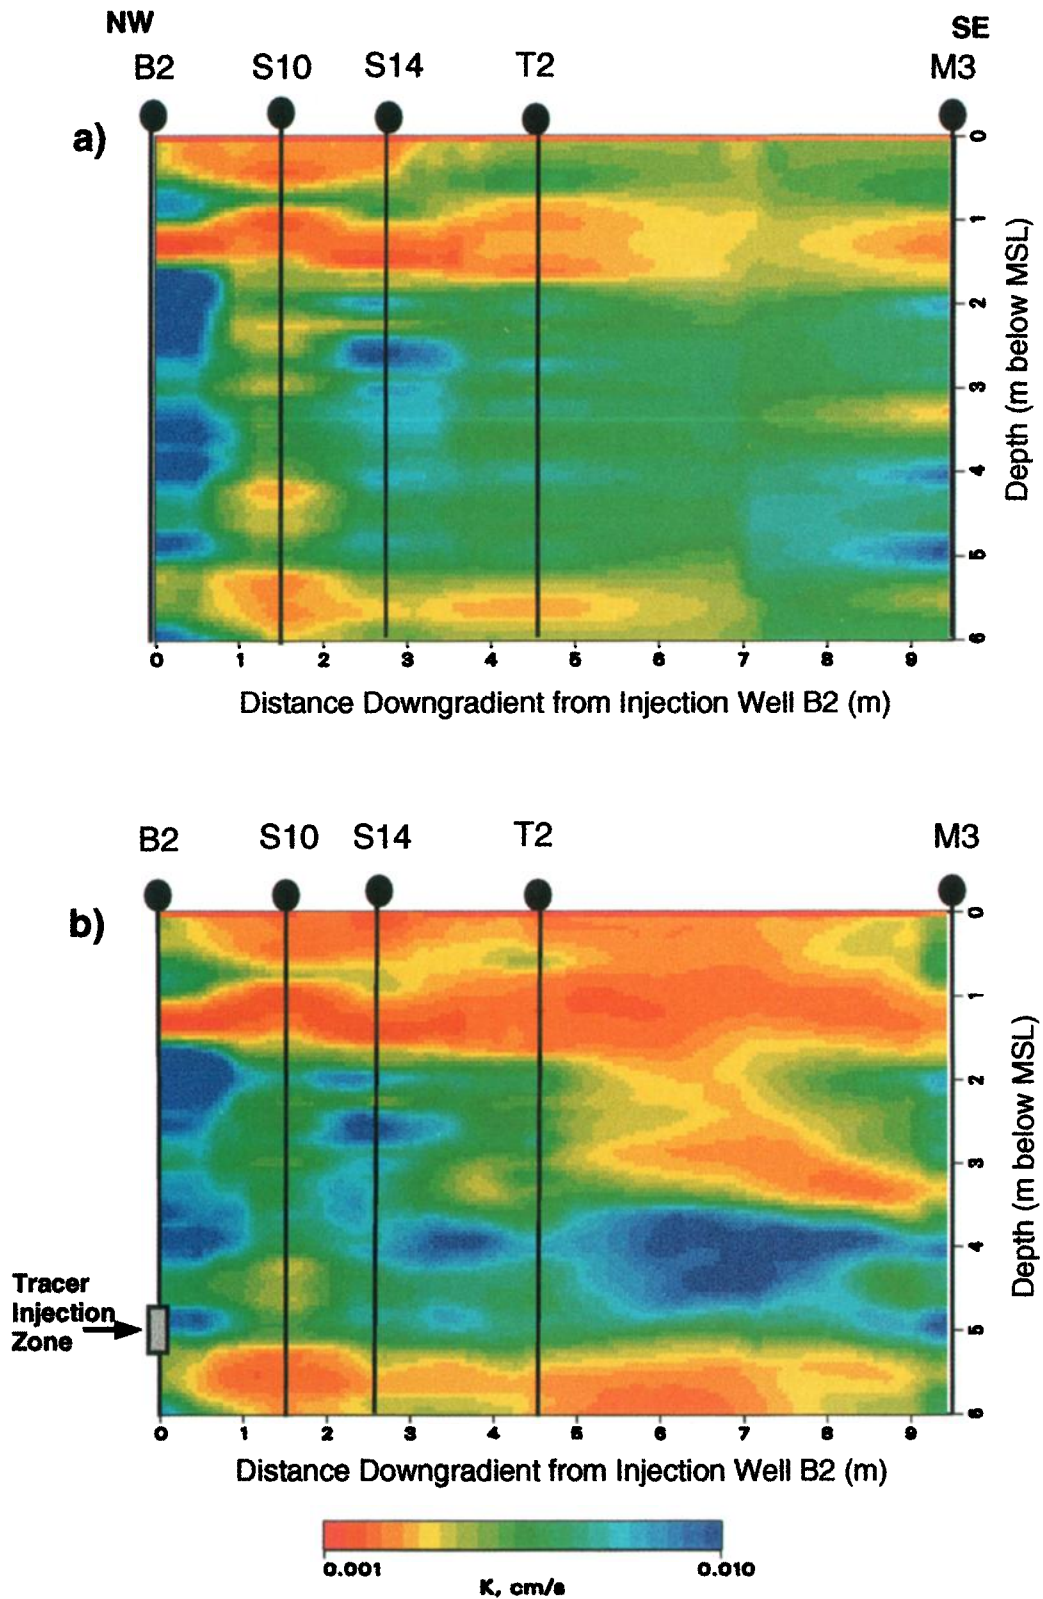 NW
SE
B2 S10 S14 T2 M3
a)
0
1
2
3
4
5
6
Depth (m below MSL)
0 1 2 3 4 5 6 7 8 9
Distance Downgradient from Injection Well B2 (m)
B2 S10 S14 T2 M3
b)
0
1
2
3
4
5
6
Depth (m below MSL)
Tracer
Injection
Zone
0 1 2 3 4 5 6 7 8 9
Distance Downgradient from Injection Well B2 (m)
0.001 0.010
K, cm/s